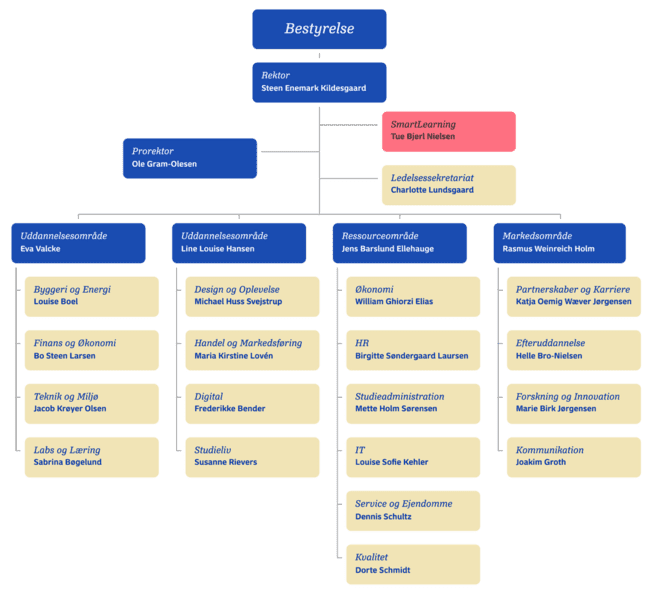 Bestyrelse
Rektor
Steen Enemark Kildesgaard
SmartLearning
Tue Bjerl Nielsen
Prorektor
Ole Gram-Olesen
Ledelsessekretariat
Charlotte Lundsgaard
Uddannelsesområde
Eva Valcke
Uddannelsesområde
Line Louise Hansen
Ressourceområde
Jens Barslund Ellehauge
Markedsområde
Rasmus Weinreich Holm
Byggeri og Energi
Louise Boel
Design og Oplevelse
Michael Huss Svejstrup
Økonomi
William Ghiorzi Elias
Partnerskaber og Karriere
Katja Oemig Wæver Jørgensen
Finans og Økonomi
Bo Steen Larsen
Handel og Markedsføring
Maria Kirstine Lovén
HR
Birgitte Søndergaard Laursen
Efteruddannelse
Helle Bro-Nielsen
Teknik og Miljø
Jacob Krøyer Olsen
Digital
Frederikke Bender
Studieadministration
Mette Holm Sørensen
Forskning og Innovation
Marie Birk Jørgensen
Labs og Læring
Sabrina Bøgelund
Studieliv
Susanne Rievers
IT
Louise Sofie Kehler
Kommunikation
Joakim Groth
Service og Ejendomme
Dennis Schultz
Kvalitet
Dorte Schmidt